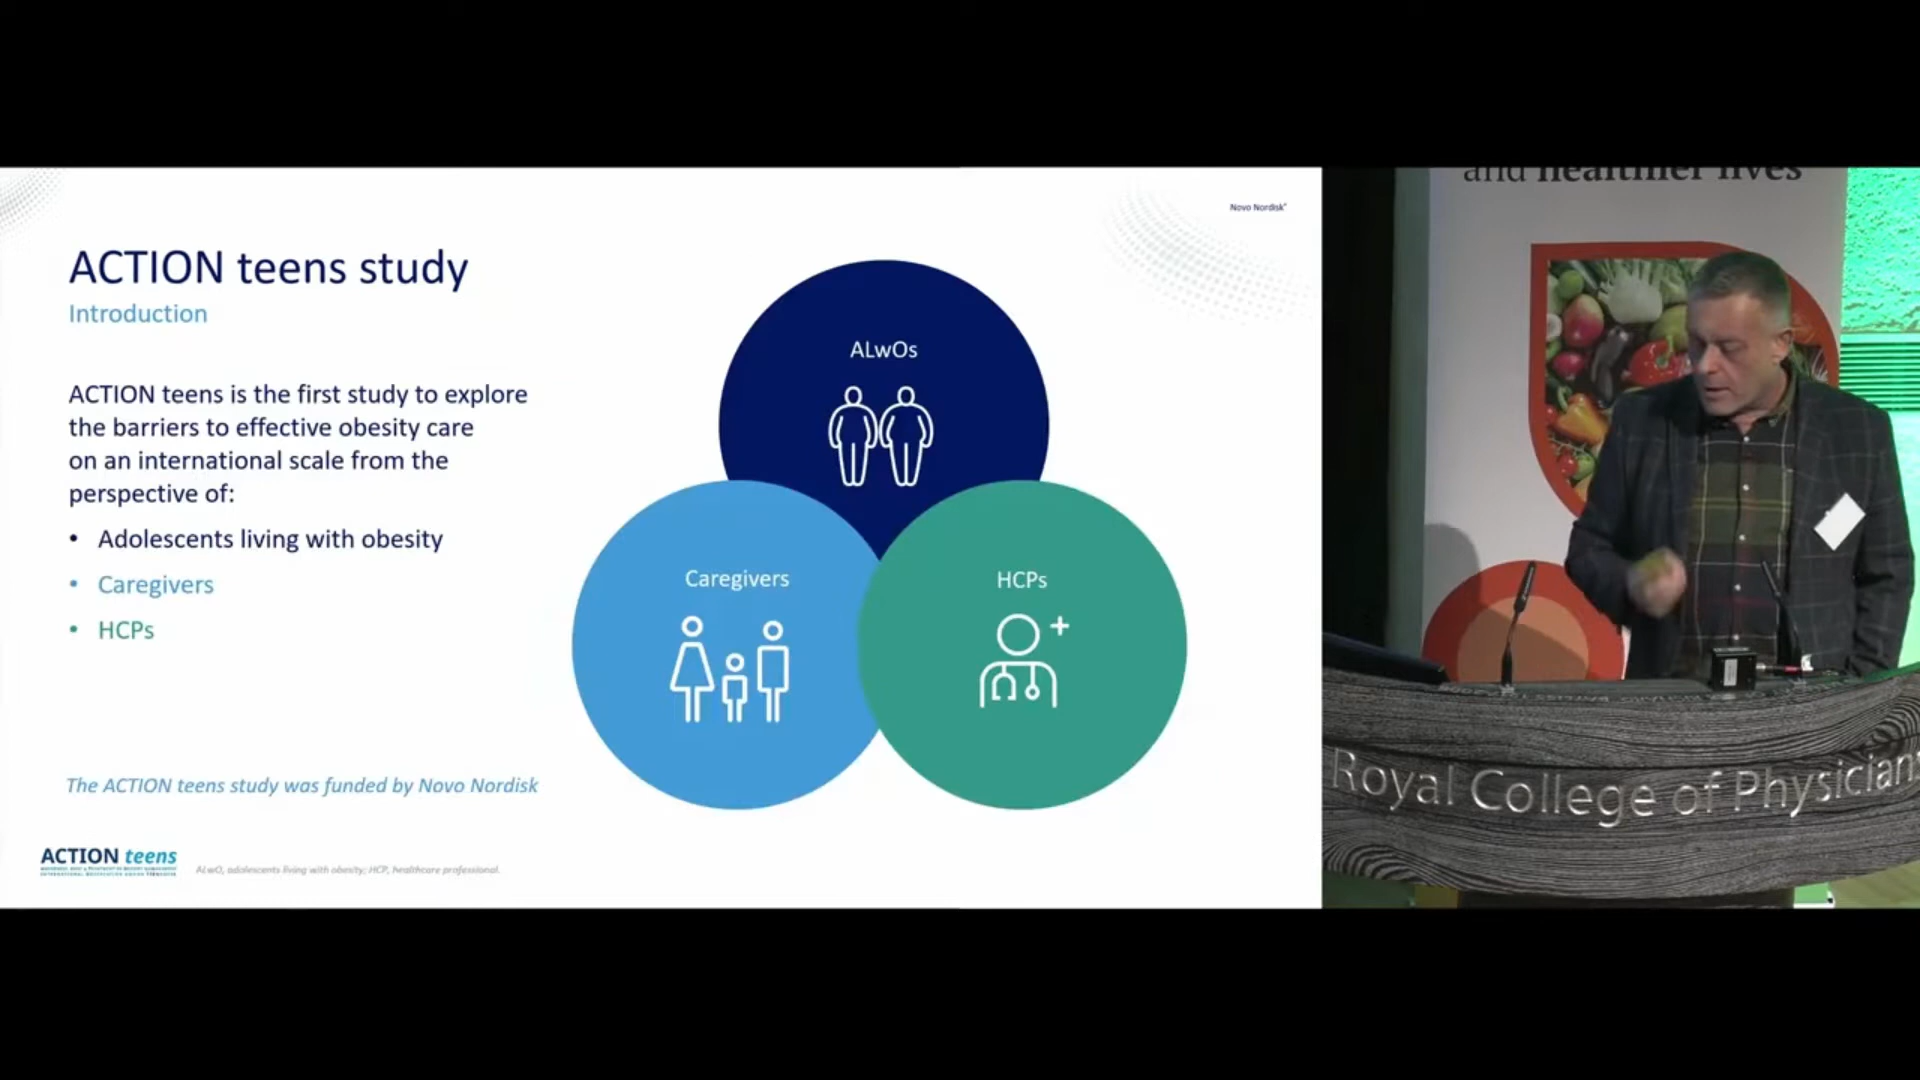 Novo Nordisk®
ACTION teens study
Introduction
ACTION teens is the first study to explore
the barriers to effective obesity care
on an international scale from the
perspective of:
• Adolescents living with obesity
• Caregivers
• HCPs
The ACTION teens study was funded by Novo Nordisk
ACTION teens
ALwO, adolescents living with obesity; HCP, healthcare professional.
ALwOs
Caregivers
HCPs
and healthier lives
Royal College of Physicians